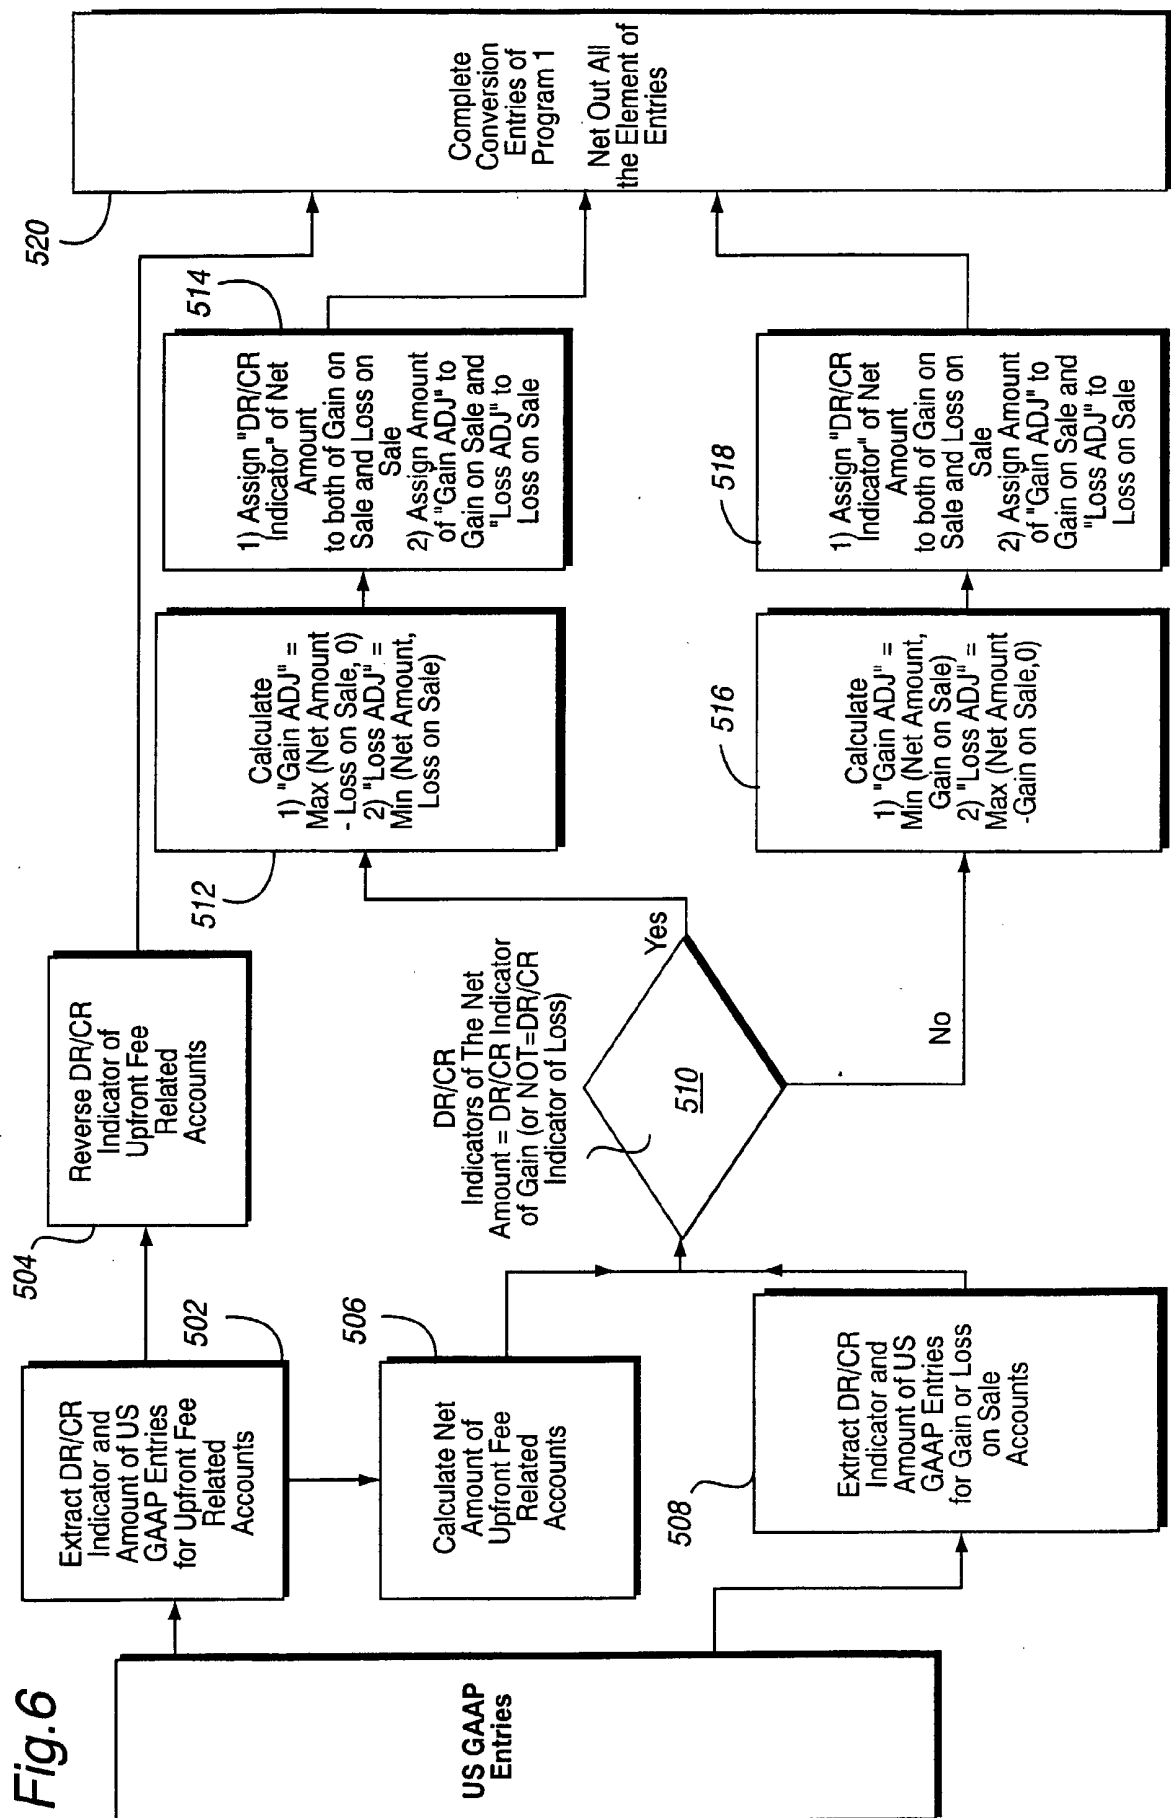 Fig.6
US GAAP
Entries
502
Extract DR/CR
Indicator and
Amount of US
GAAP Entries
for Upfront Fee
Related
Accounts
504
Reverse DR/CR
Indicator of
Upfront Fee
Related
Accounts
506
Calculate Net
Amount of
Upfront Fee
Related
Accounts
508
Extract DR/CR
Indicator and
Amount of US
GAAP Entries
for Gain or Loss
on Sale
Accounts
DR/CR
Indicators of The Net
Amount = DR/CR Indicator
of Gain (or NOT=DR/CR
Indicator of Loss)
510
Yes
No
512
Calculate
1) "Gain ADJ" =
Max (Net Amount
- Loss on Sale, 0)
2) "Loss ADJ" =
Min (Net Amount,
Loss on Sale)
514
1) Assign "DR/CR
Indicator" of Net
Amount
to both of Gain on
Sale and Loss on
Sale
2) Assign Amount
of "Gain ADJ" to
Gain on Sale and
"Loss ADJ" to
Loss on Sale
516
Calculate
1) "Gain ADJ" =
Min (Net Amount,
Gain on Sale)
2) "Loss ADJ" =
Max (Net Amount
-Gain on Sale,0)
518
1) Assign "DR/CR
Indicator" of Net
Amount
to both of Gain on
Sale and Loss on
Sale
2) Assign Amount
of "Gain ADJ" to
Gain on Sale and
"Loss ADJ" to
Loss on Sale
520
Complete
Conversion
Entries of
Program 1
Net Out All
the Element of
Entries